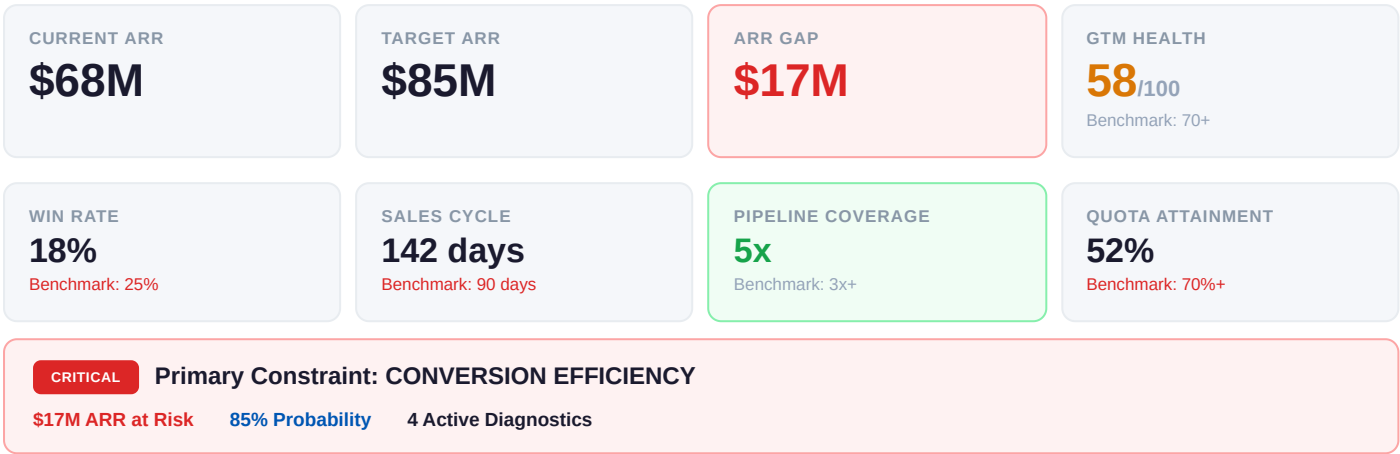 CURRENT ARR
$68M
TARGET ARR
$85M
ARR GAP
$17M
GTM HEALTH
58/100
Benchmark: 70+
WIN RATE
18%
Benchmark: 25%
SALES CYCLE
142 days
Benchmark: 90 days
PIPELINE COVERAGE
5x
Benchmark: 3x+
QUOTA ATTAINMENT
52%
Benchmark: 70%+
CRITICAL Primary Constraint: CONVERSION EFFICIENCY
$17M ARR at Risk 85% Probability 4 Active Diagnostics